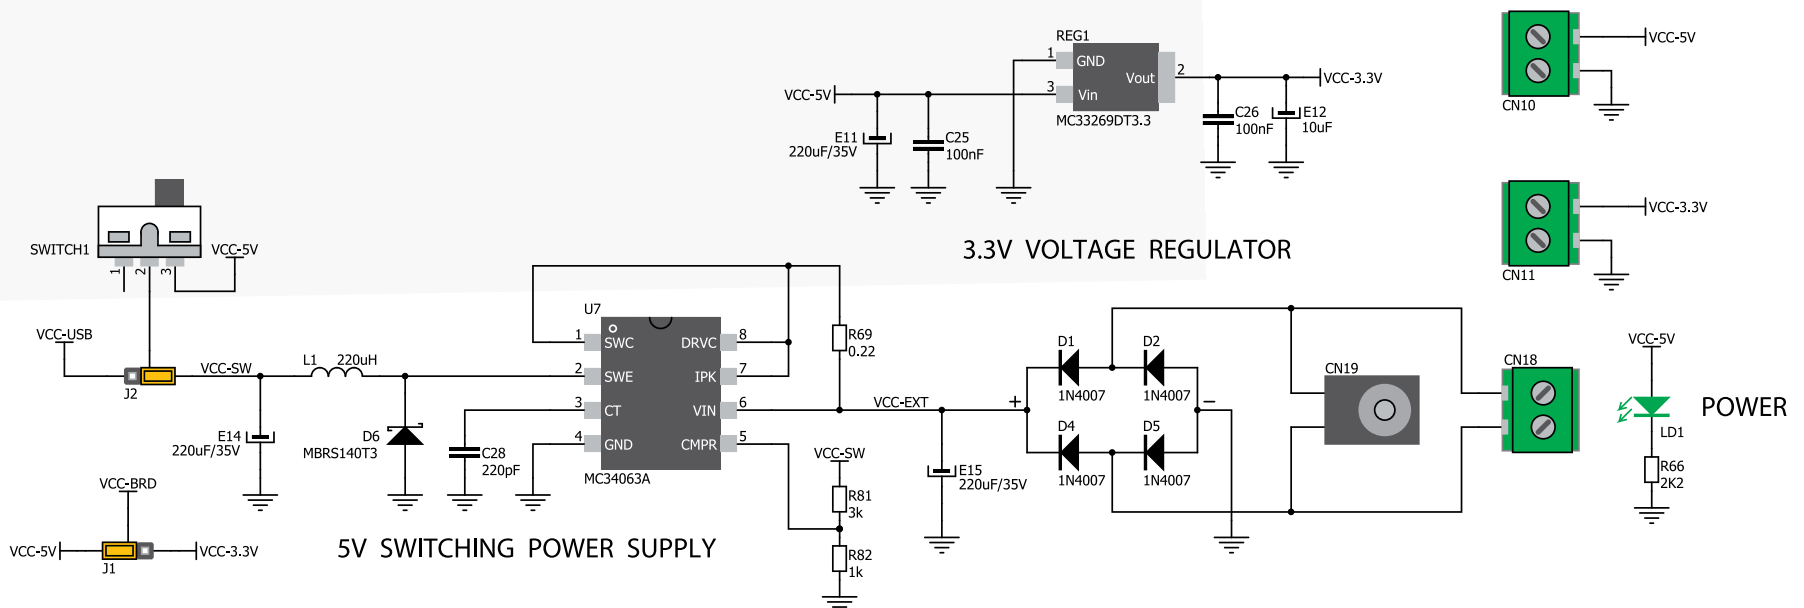 REG1
1
GND
Vout
2
3
Vin
MC33269DT3.3
VCC-5V
VCC-3.3V
E11
220uF/35V
C25
100nF
C26
100nF
E12
10uF
3.3V VOLTAGE REGULATOR
VCC-5V
CN10
VCC-3.3V
CN11
SWITCH1
1
2
3
VCC-5V
VCC-USB
J2
VCC-SW
L1
220uH
E14
220uF/35V
D6
MBRS140T3
C28
220pF
U7
1
SWC
DRVC
8
2
SWE
IPK
7
3
CT
VIN
6
4
GND
CMPR
5
MC34063A
R69
0.22
VCC-EXT
VCC-SW
R81
3k
R82
1k
E15
220uF/35V
+
−
D1
1N4007
D2
1N4007
D4
1N4007
D5
1N4007
CN19
CN18
VCC-5V
LD1
POWER
R66
2K2
VCC-BRD
VCC-5V
VCC-3.3V
J1
5V SWITCHING POWER SUPPLY